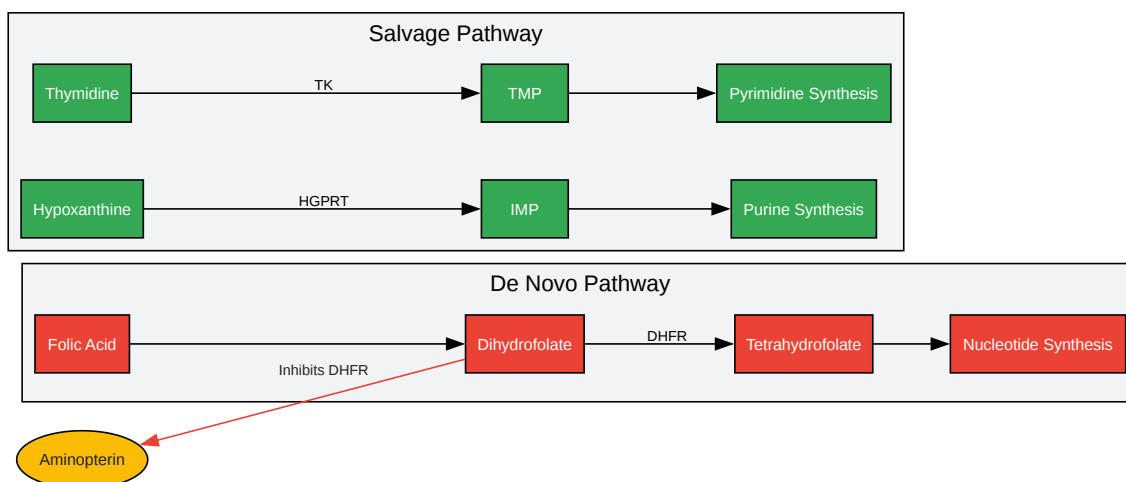 Salvage Pathway
Thymidine
TK
TMP
Pyrimidine Synthesis
Hypoxanthine
HGPRT
IMP
Purine Synthesis
De Novo Pathway
Folic Acid
Dihydrofolate
DHFR
Tetrahydrofolate
Nucleotide Synthesis
Inhibits DHFR
Aminopterin